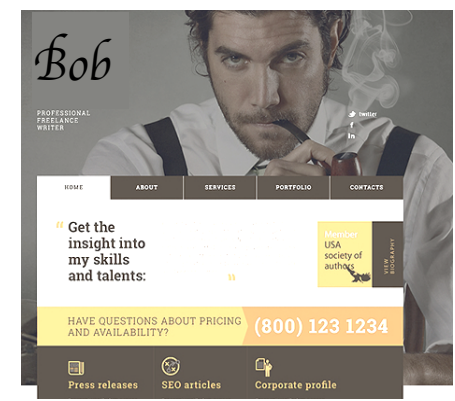 Bob
PROFESSIONAL
FREELANCE
WRITER
twitter
f
in
HOME ABOUT SERVICES PORTFOLIO CONTACTS
“ Get the
insight into
my skills
and talents:
”
Member
USA
society of
authors
VIEW
BIOGRAPHY
HAVE QUESTIONS ABOUT PRICING
AND AVAILABILITY?
(800) 123 1234
Press releases SEO articles Corporate profile